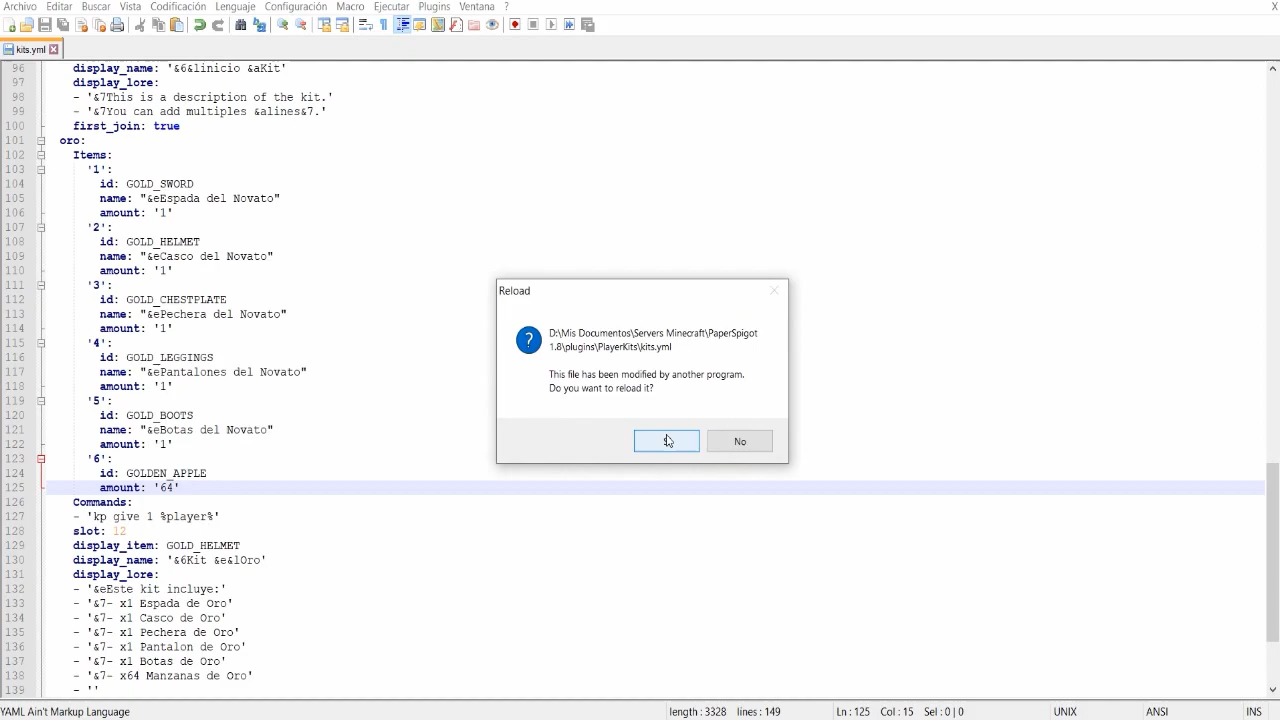 Archivo Editar Buscar Vista Codificación Lenguaje Configuración Macro Ejecutar Plugins Ventana ? X
kits.yml
96 display_name: '&6&linicio &aKit'
97 display_lore:
98 - '&7This is a description of the kit.'
99 - '&7You can add multiples &alines&7.'
100 first_join: true
101 oro:
102 Items:
103 '1':
104 id: GOLD_SWORD
105 name: "&eEspada del Novato"
106 amount: '1'
107 '2':
108 id: GOLD_HELMET
109 name: "&eCasco del Novato"
110 amount: '1'
111 '3':
112 id: GOLD_CHESTPLATE
113 name: "&ePechera del Novato"
114 amount: '1'
115 '4':
116 id: GOLD_LEGGINGS
117 name: "&ePantalones del Novato"
118 amount: '1'
119 '5':
120 id: GOLD_BOOTS
121 name: "&eBotas del Novato"
122 amount: '1'
123 '6':
124 id: GOLDEN_APPLE
125 amount: '64'
126 Commands:
127 - 'kp give 1 %player%'
128 slot: 12
129 display_item: GOLD_HELMET
130 display_name: '&6Kit &e&lOro'
131 display_lore:
132 - '&eEste kit incluye:'
133 - '&7- x1 Espada de Oro'
134 - '&7- x1 Casco de Oro'
135 - '&7- x1 Pechera de Oro'
136 - '&7- x1 Pantalon de Oro'
137 - '&7- x1 Botas de Oro'
138 - '&7- x64 Manzanas de Oro'
139 - ''
Reload
D:\Mis Documentos\Servers Minecraft\PaperSpigot
1.8\plugins\PlayerKits\kits.yml
This file has been modified by another program.
Do you want to reload it?
No
YAML Ain't Markup Language length : 3328 lines : 149 Ln : 125 Col : 15 Sel : 0 | 0 UNIX ANSI INS